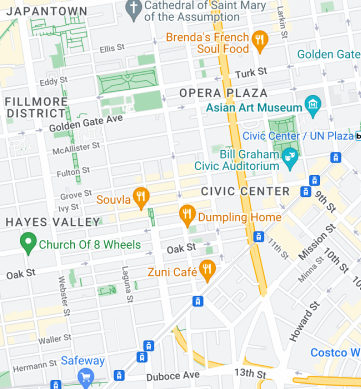 JAPANTOWN
Cathedral of Saint Mary
of the Assumption
Larkin St
Brenda's French
Soul Food
Ellis St
Golden Gate
Eddy St
Turk St
OPERA PLAZA
FILLMORE
DISTRICT
Asian Art Museum
Golden Gate Ave
Civic Center / UN Plaza
McAllister St
Bill Graham
Civic Auditorium
Fulton St
Grove St
CIVIC CENTER
Ivy St
Souvla
9th St
HAYES VALLEY
Dumpling Home
Mission St
Church Of 8 Wheels
Oak St
11th St
10th St
10th
Oak St
Zuni Café
Minna St
Laguna St
Webster St
Howard St
Waller St
Costco W
Hermann St
Safeway
Duboce Ave
13th St